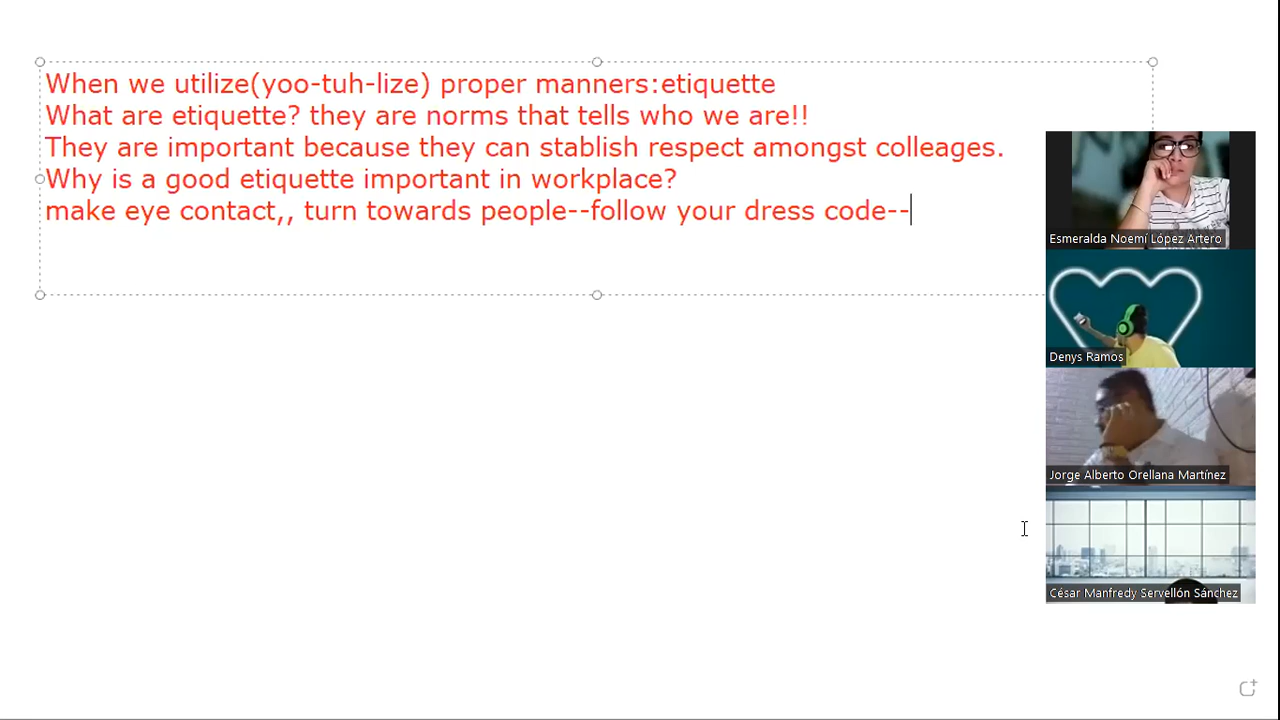 When we utilize(yoo-tuh-lize) proper manners:etiquette
What are etiquette? they are norms that tells who we are!!
They are important because they can stablish respect amongst colleages.
Why is a good etiquette important in workplace?
make eye contact,, turn towards people--follow your dress code--
Esmeralda Noemí López Artero
Denys Ramos
Jorge Alberto Orellana Martínez
César Manfredy Servellón Sánchez